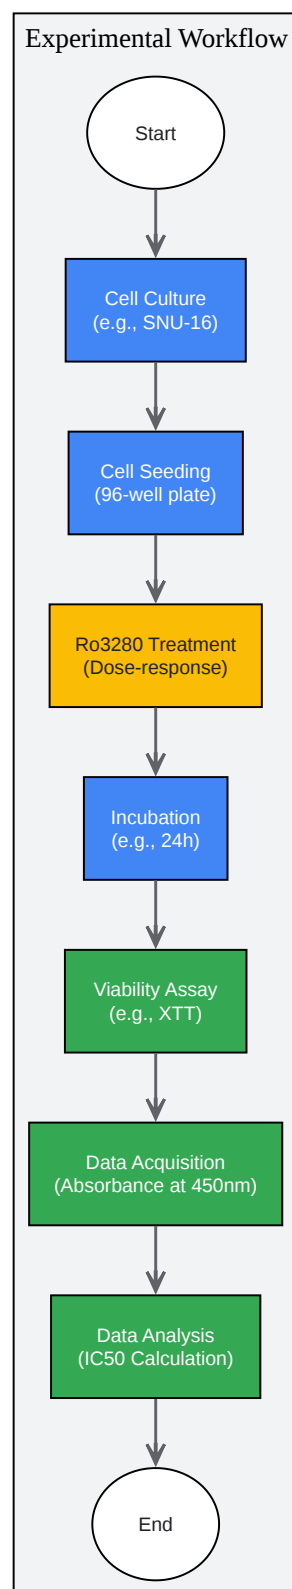 Experimental Workflow
Start
Cell Culture
(e.g., SNU-16)
Cell Seeding
(96-well plate)
Ro3280 Treatment
(Dose-response)
Incubation
(e.g., 24h)
Viability Assay
(e.g., XTT)
Data Acquisition
(Absorbance at 450nm)
Data Analysis
(IC50 Calculation)
End